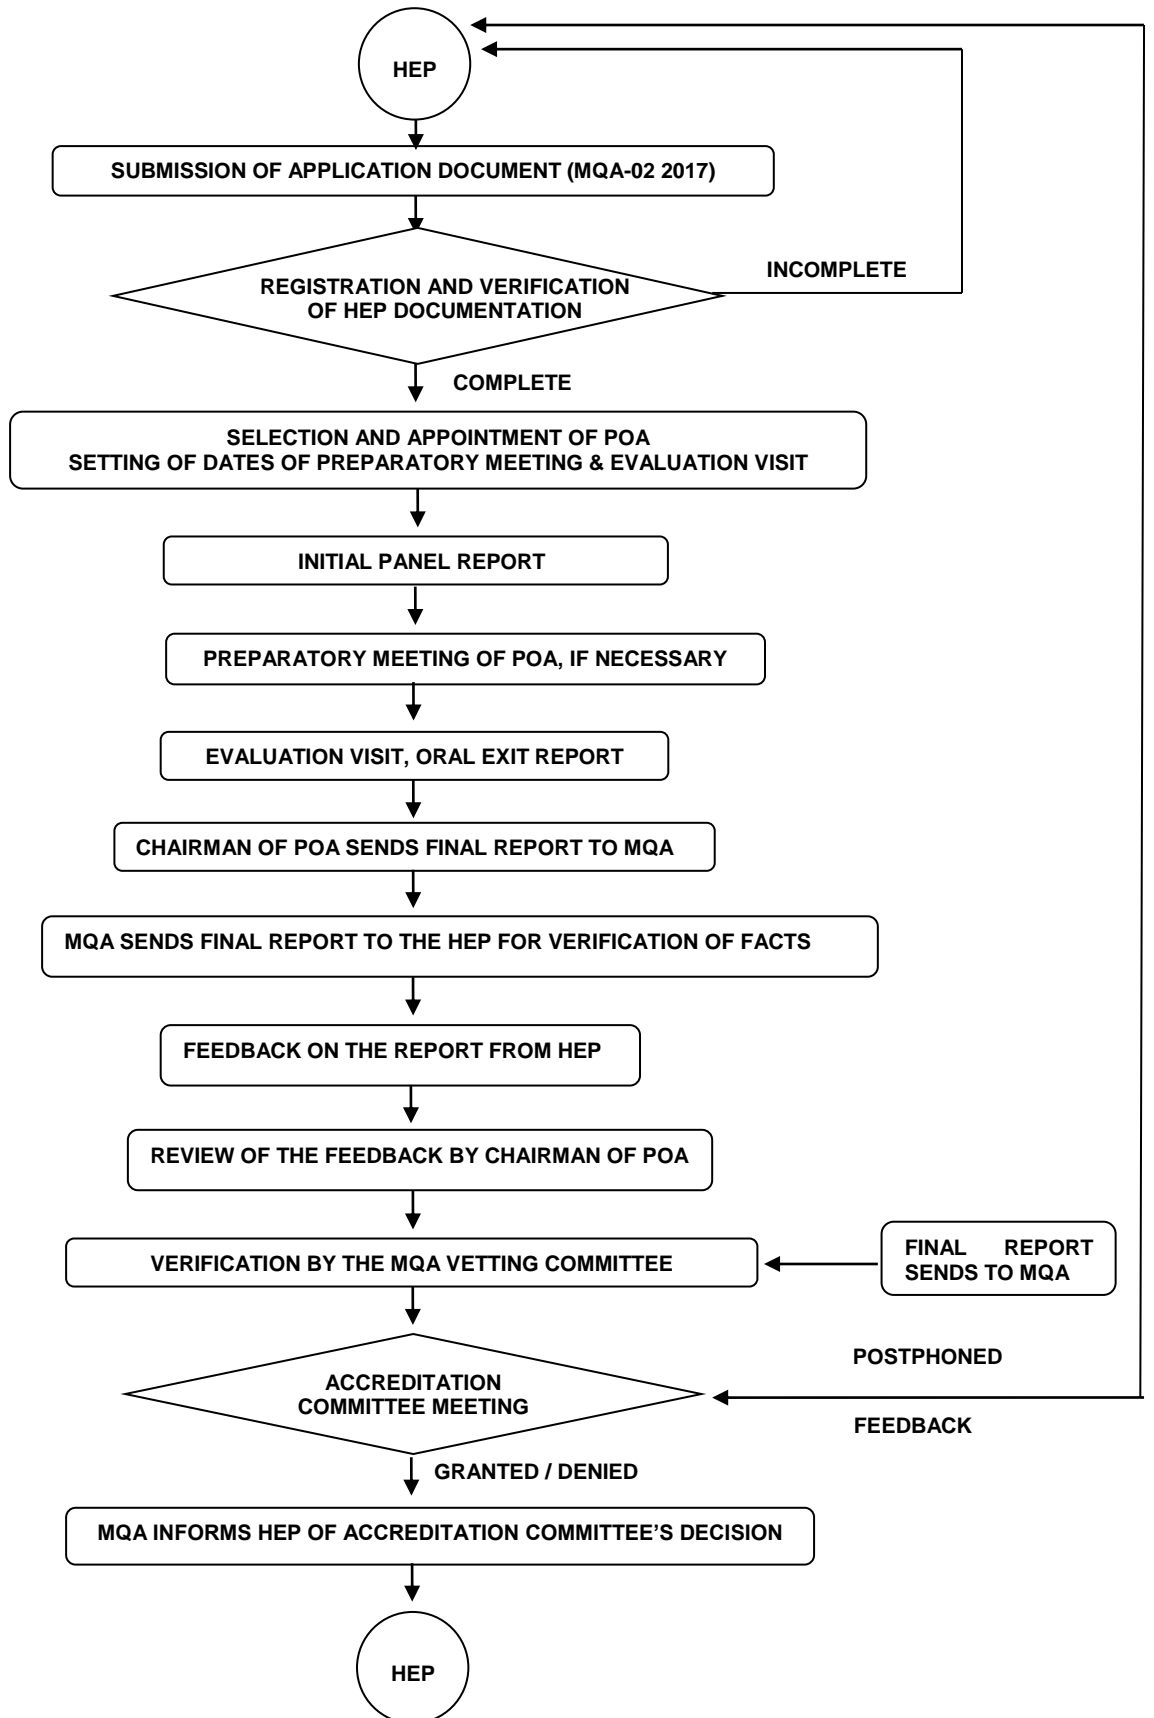 HEP
SUBMISSION OF APPLICATION DOCUMENT (MQA-02 2017)
INCOMPLETE
REGISTRATION AND VERIFICATION
OF HEP DOCUMENTATION
COMPLETE
SELECTION AND APPOINTMENT OF POA
SETTING OF DATES OF PREPARATORY MEETING & EVALUATION VISIT
INITIAL PANEL REPORT
PREPARATORY MEETING OF POA, IF NECESSARY
EVALUATION VISIT, ORAL EXIT REPORT
CHAIRMAN OF POA SENDS FINAL REPORT TO MQA
MQA SENDS FINAL REPORT TO THE HEP FOR VERIFICATION OF FACTS
FEEDBACK ON THE REPORT FROM HEP
REVIEW OF THE FEEDBACK BY CHAIRMAN OF POA
VERIFICATION BY THE MQA VETTING COMMITTEE
FINAL REPORT
SENDS TO MQA
POSTPHONED
ACCREDITATION
COMMITTEE MEETING
FEEDBACK
GRANTED / DENIED
MQA INFORMS HEP OF ACCREDITATION COMMITTEE'S DECISION
HEP